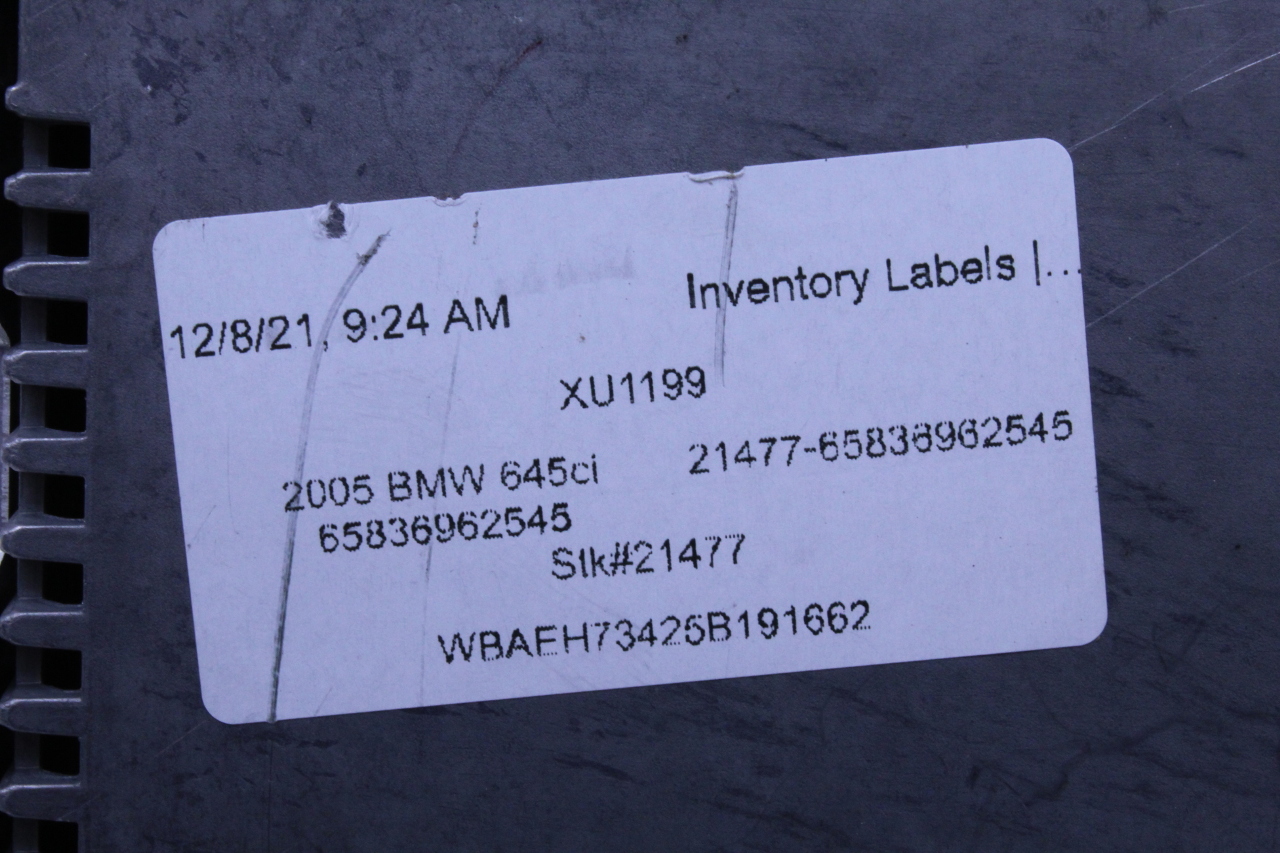 12/8/21, 9:24 AM Inventory Labels |...
XU1199
2005 BMW 645ci 21477-65836962545
65836962545
Stk#21477
WBAEH73425B191662